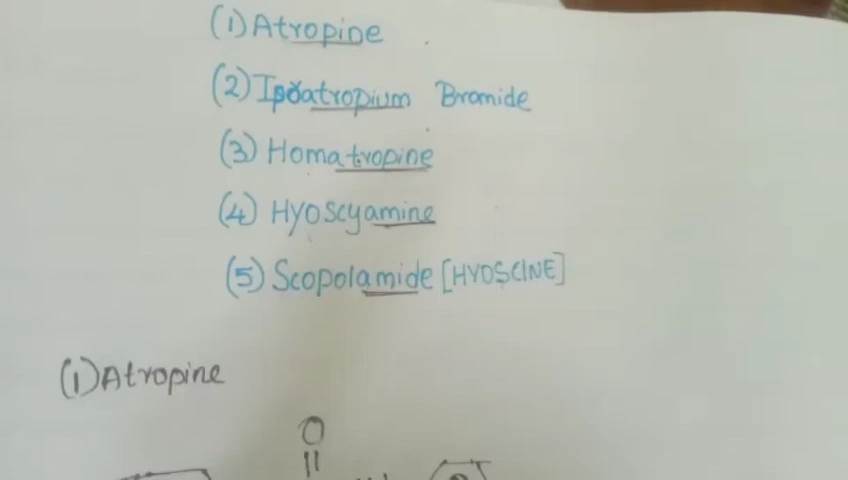 (1) Atropine
(2) Ipratropium Bromide
(3) Homatropine
(4) Hyoscyamine
(5) Scopolamide [HYOSCINE]
(1) Atropine
O